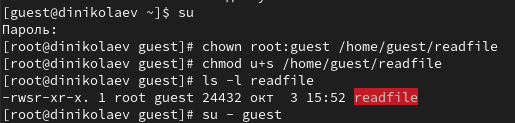 [guest@dinikolaev ~]$ su
Пароль:
[root@dinikolaev guest]# chown root:guest /home/guest/readfile
[root@dinikolaev guest]# chmod u+s /home/guest/readfile
[root@dinikolaev guest]# ls -l readfile
-rwsr-xr-x. 1 root guest 24432 окт  3 15:52 readfile
[root@dinikolaev guest]# su - guest